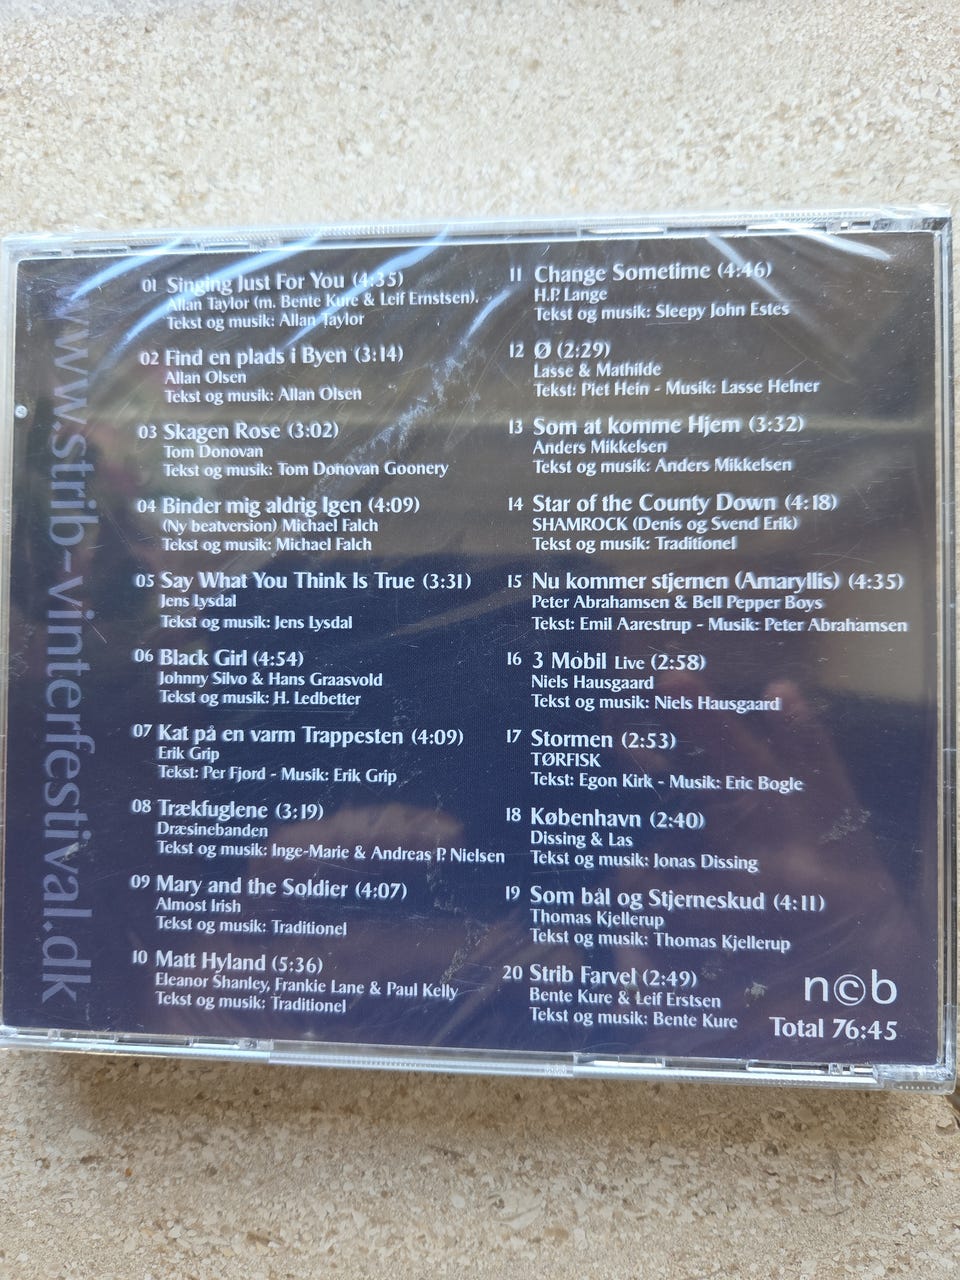 www.strib-vinterfestival.dk
01 Singing Just For You (4:35)
Allan Taylor (m. Bente Kure & Leif Ernstsen).
Tekst og musik: Allan Taylor
02 Find en plads i Byen (3:14)
Allan Olsen
Tekst og musik: Allan Olsen
03 Skagen Rose (3:02)
Tom Donovan
Tekst og musik: Tom Donovan Goonery
04 Binder mig aldrig Igen (4:09)
(Ny beatversion) Michael Falch
Tekst og musik: Michael Falch
05 Say What You Think Is True (3:31)
Jens Lysdal
Tekst og musik: Jens Lysdal
06 Black Girl (4:54)
Johnny Silvo & Hans Graasvold
Tekst og musik: H. Ledbetter
07 Kat på en varm Trappesten (4:09)
Erik Grip
Tekst: Per Fjord - Musik: Erik Grip
08 Trækfuglene (3:19)
Dræsinebanden
Tekst og musik: Inge-Marie & Andreas P. Nielsen
09 Mary and the Soldier (4:07)
Almost Irish
Tekst og musik: Traditionel
10 Matt Hyland (5:36)
Eleanor Shanley, Frankie Lane & Paul Kelly
Tekst og musik: Traditionel
11 Change Sometime (4:46)
H.P. Lange
Tekst og musik: Sleepy John Estes
12 Ø (2:29)
Lasse & Mathilde
Tekst: Piet Hein - Musik: Lasse Helner
13 Som at komme Hjem (3:32)
Anders Mikkelsen
Tekst og musik: Anders Mikkelsen
14 Star of the County Down (4:18)
SHAMROCK (Denis og Svend Erik)
Tekst og musik: Traditionel
15 Nu kommer stjernen (Amaryllis) (4:35)
Peter Abrahamsen & Bell Pepper Boys
Tekst: Emil Aarestrup - Musik: Peter Abrahamsen
16 3 Mobil Live (2:58)
Niels Hausgaard
Tekst og musik: Niels Hausgaard
17 Stormen (2:53)
TØRFISK
Tekst: Egon Kirk - Musik: Eric Bogle
18 København (2:40)
Dissing & Las
Tekst og musik: Jonas Dissing
19 Som bål og Stjerneskud (4:11)
Thomas Kjellerup
Tekst og musik: Thomas Kjellerup
20 Strib Farvel (2:49)
Bente Kure & Leif Erstsen
Tekst og musik: Bente Kure
n©b
Total 76:45